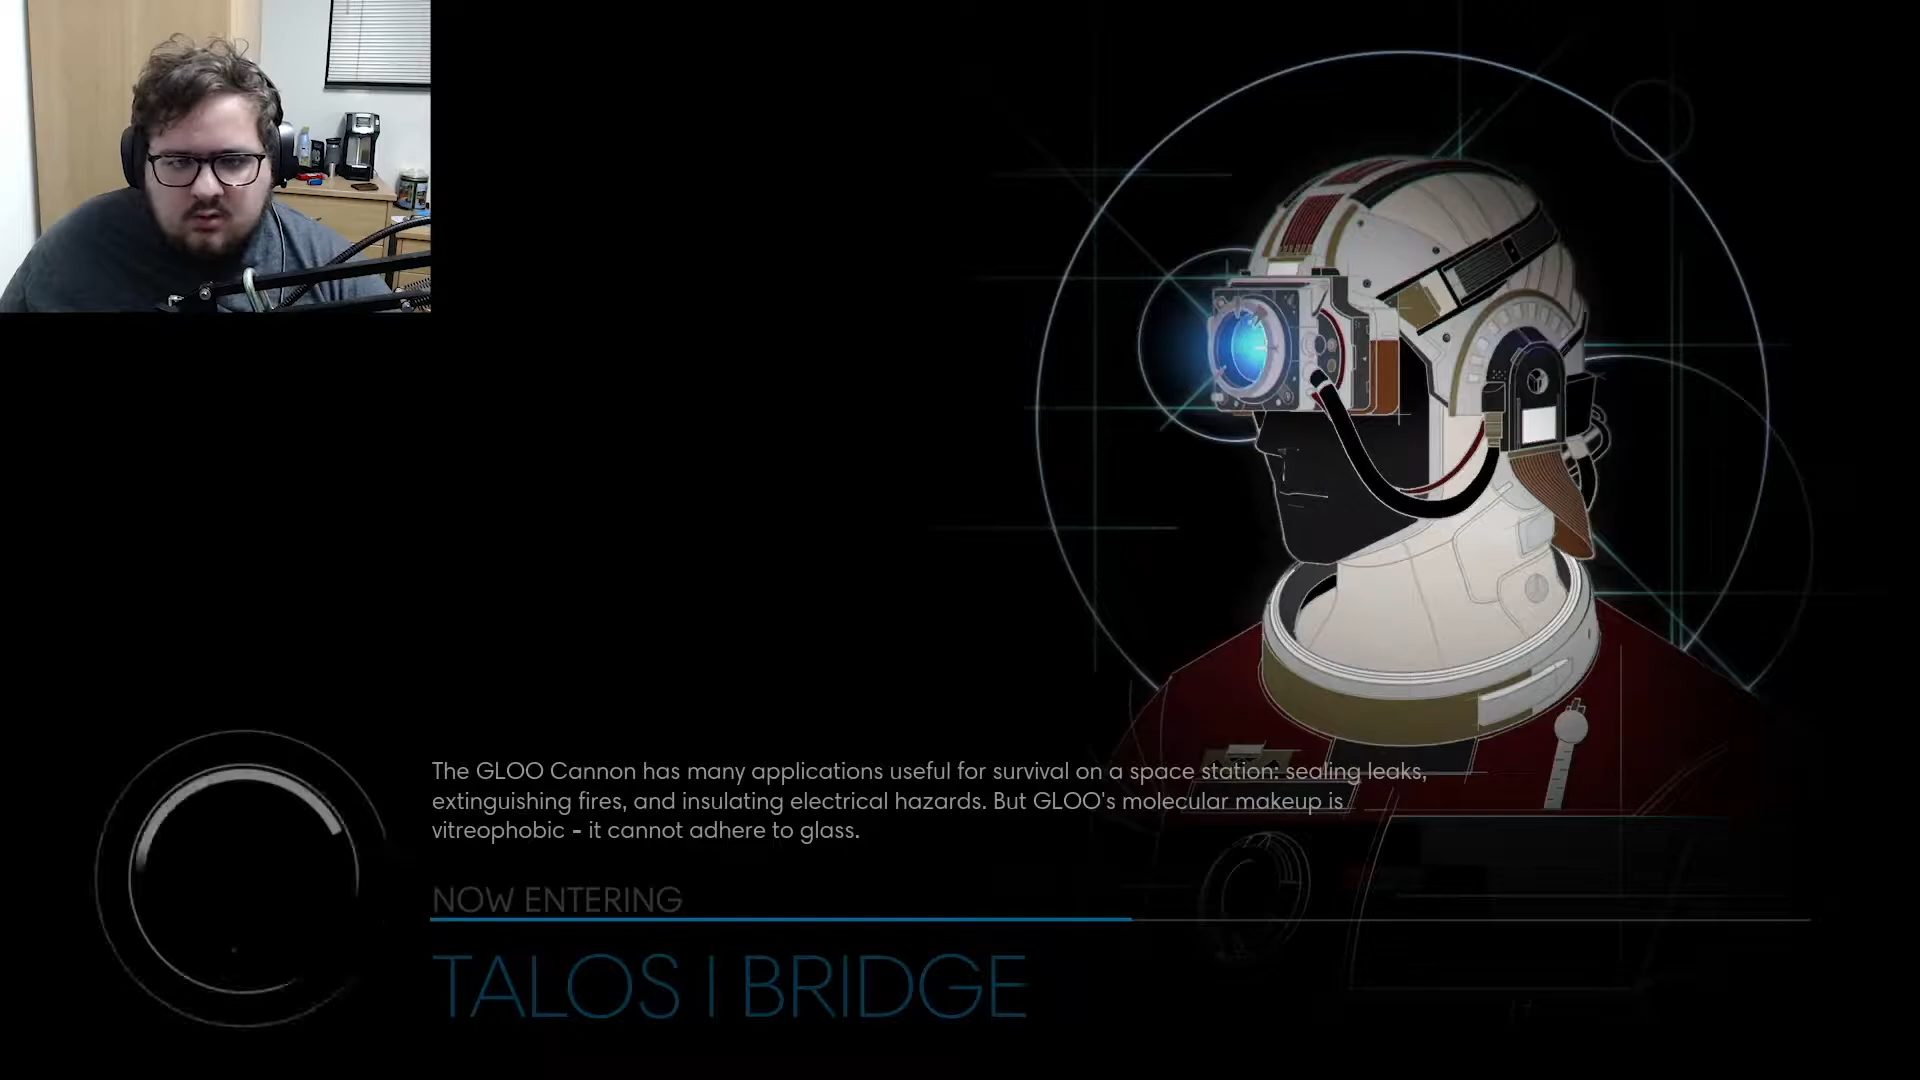 The GLOO Cannon has many applications useful for survival on a space station: sealing leaks,
extinguishing fires, and insulating electrical hazards. But GLOO's molecular makeup is
vitreophobic - it cannot adhere to glass.
NOW ENTERING
TALOS I BRIDGE